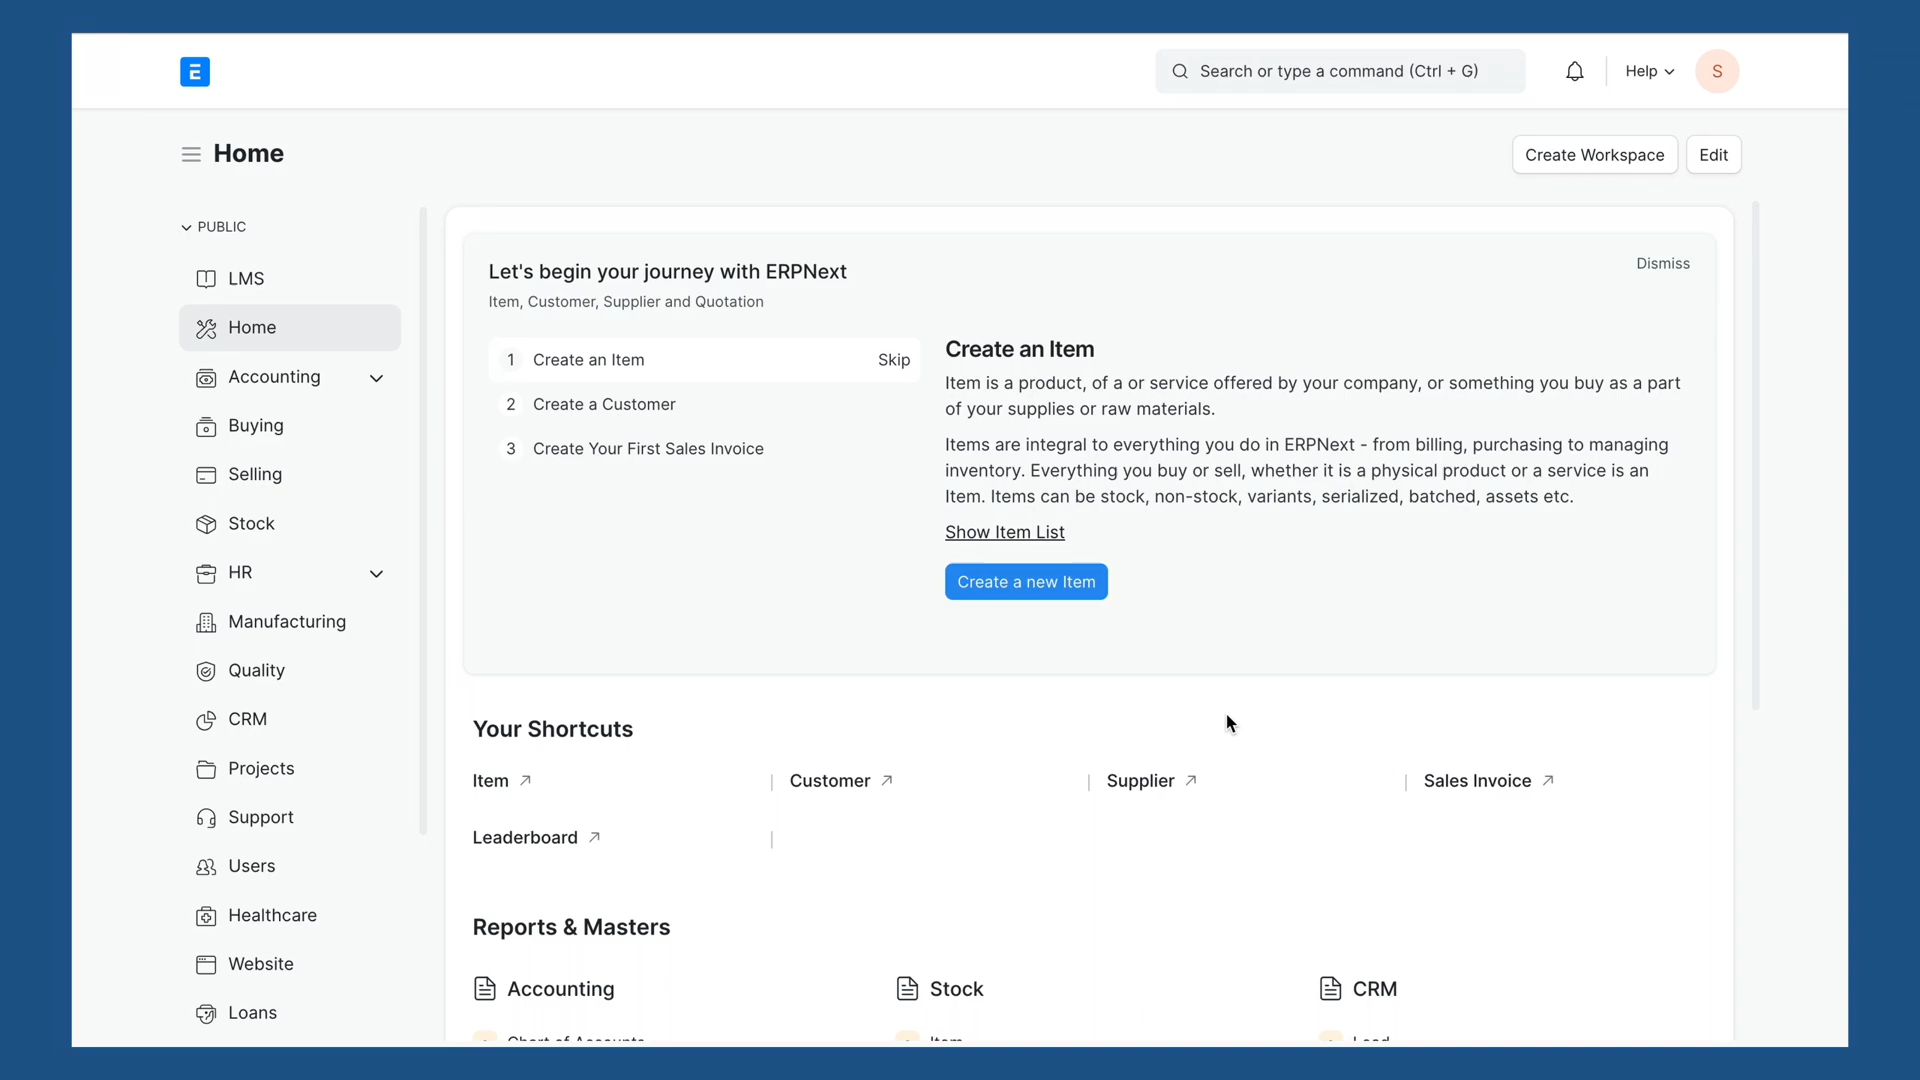 E
Search or type a command (Ctrl + G)
Help
S
Home
Create Workspace
Edit
PUBLIC
LMS
Home
Accounting
Buying
Selling
Stock
HR
Manufacturing
Quality
CRM
Projects
Support
Users
Healthcare
Website
Loans
Let's begin your journey with ERPNext
Dismiss
Item, Customer, Supplier and Quotation
1 Create an Item Skip
2 Create a Customer
3 Create Your First Sales Invoice
Create an Item
Item is a product, of a or service offered by your company, or something you buy as a part
of your supplies or raw materials.
Items are integral to everything you do in ERPNext - from billing, purchasing to managing
inventory. Everything you buy or sell, whether it is a physical product or a service is an
Item. Items can be stock, non-stock, variants, serialized, batched, assets etc.
Show Item List
Create a new Item
Your Shortcuts
Item
Customer
Supplier
Sales Invoice
Leaderboard
Reports & Masters
Accounting
Stock
CRM
Chart of Accounts
Item
Lead